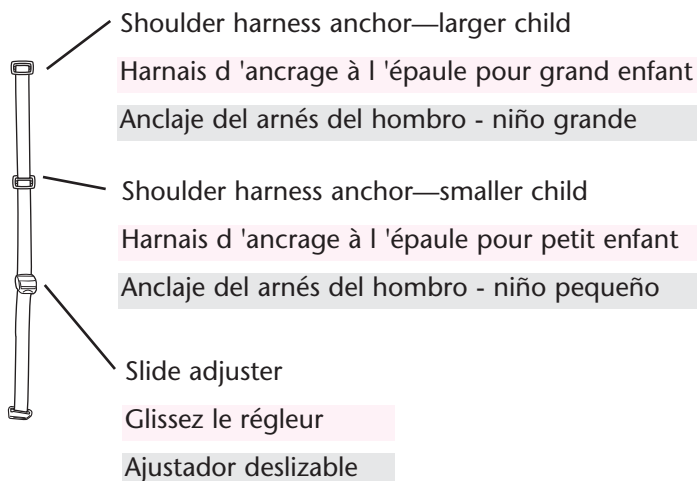 Shoulder harness anchor—larger child
Harnais d 'ancrage à l 'épaule pour grand enfant
Anclaje del arnés del hombro - niño grande
Shoulder harness anchor—smaller child
Harnais d 'ancrage à l 'épaule pour petit enfant
Anclaje del arnés del hombro - niño pequeño
Slide adjuster
Glissez le régleur
Ajustador deslizable